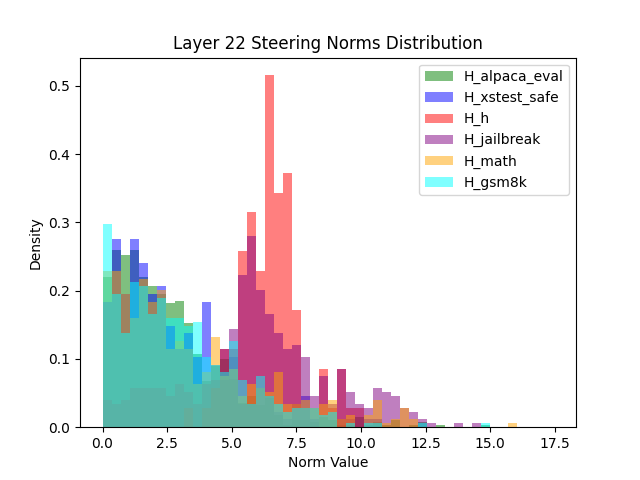 Layer 22 Steering Norms Distribution
H_alpaca_eval
H_xstest_safe
H_h
H_jailbreak
H_math
H_gsm8k
Density
0.5
0.4
0.3
0.2
0.1
0.0
0.0 2.5 5.0 7.5 10.0 12.5 15.0 17.5
Norm Value